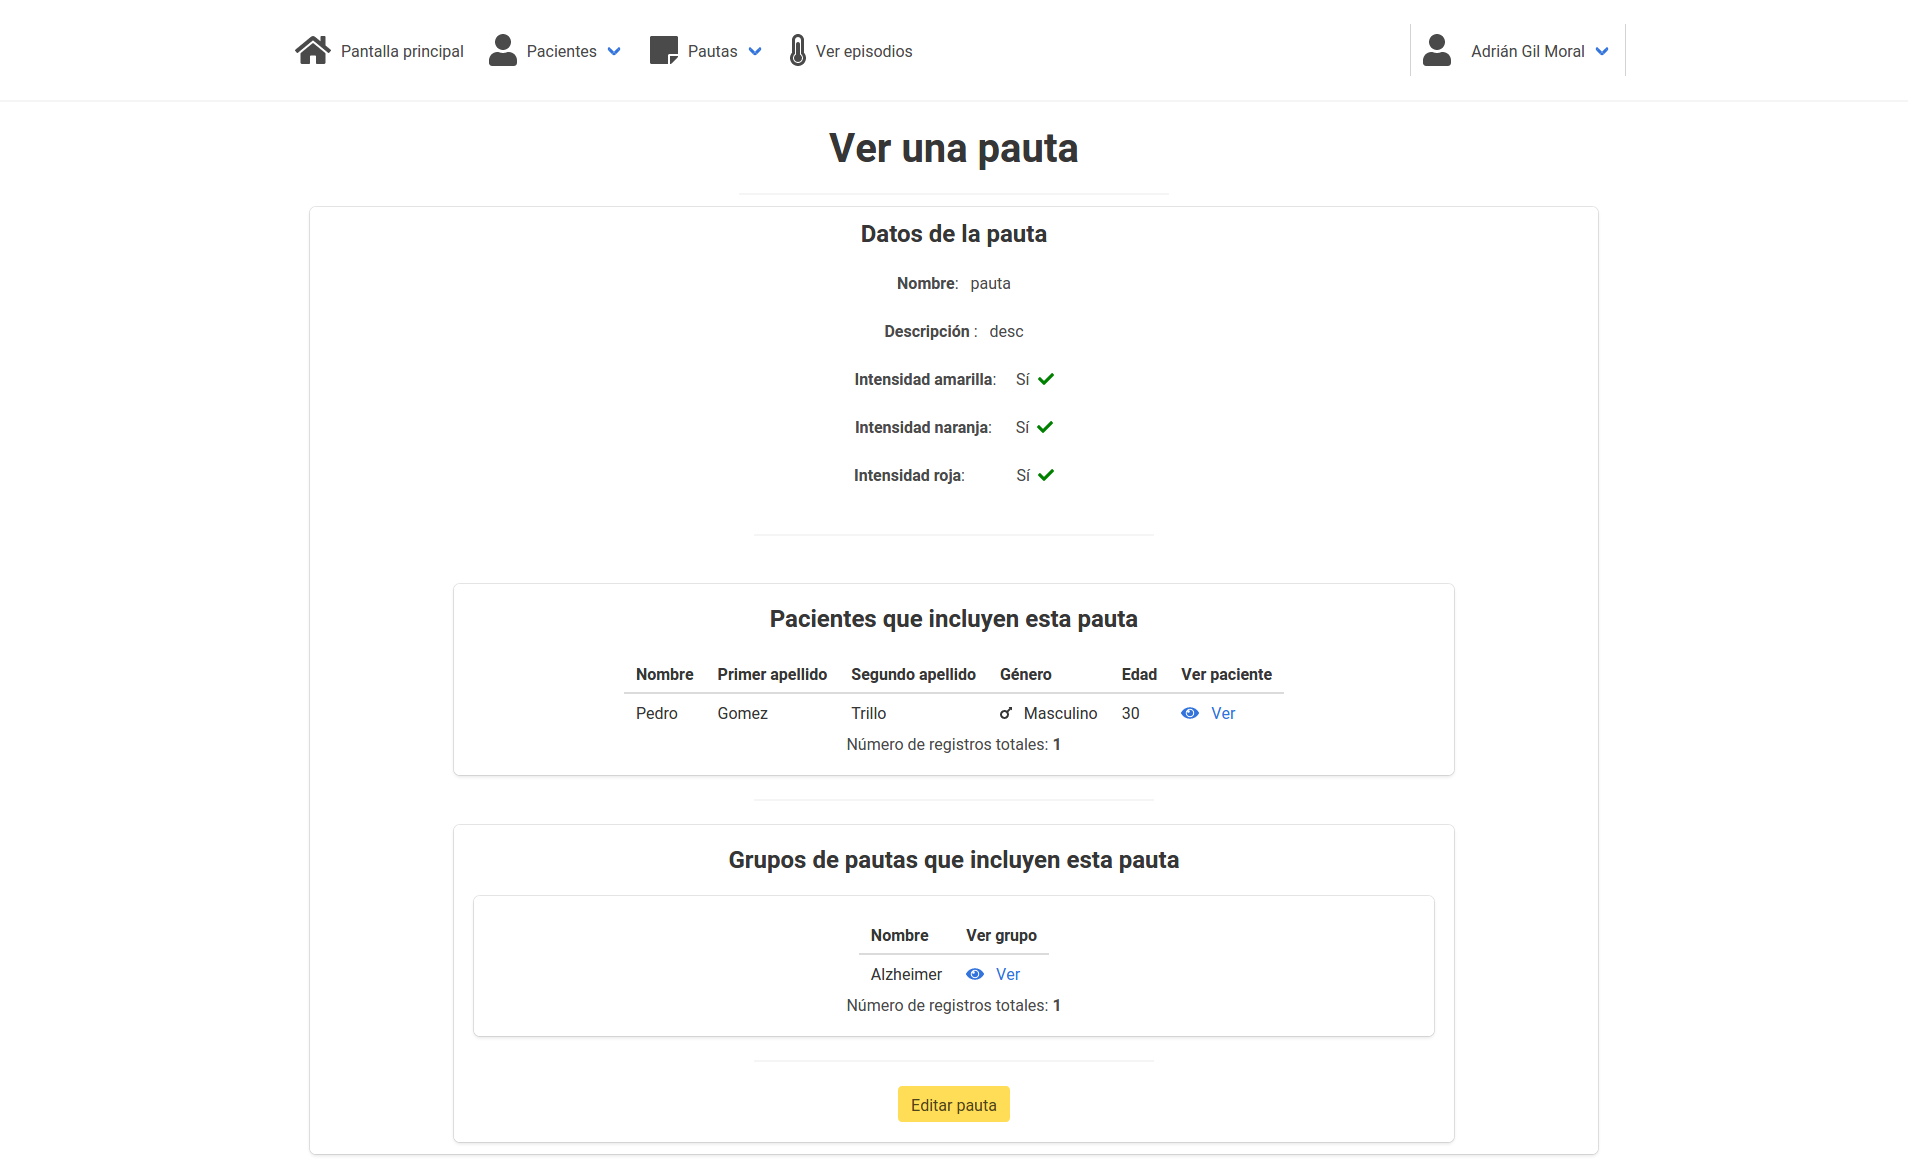 Pantalla principal Pacientes Pautas Ver episodios Adrián Gil Moral
Ver una pauta
Datos de la pauta
Nombre: pauta
Descripción : desc
Intensidad amarilla: Sí
Intensidad naranja: Sí
Intensidad roja: Sí
Pacientes que incluyen esta pauta
Nombre Primer apellido Segundo apellido Género Edad Ver paciente
Pedro Gomez Trillo Masculino 30 Ver
Número de registros totales: 1
Grupos de pautas que incluyen esta pauta
Nombre Ver grupo
Alzheimer Ver
Número de registros totales: 1
Editar pauta